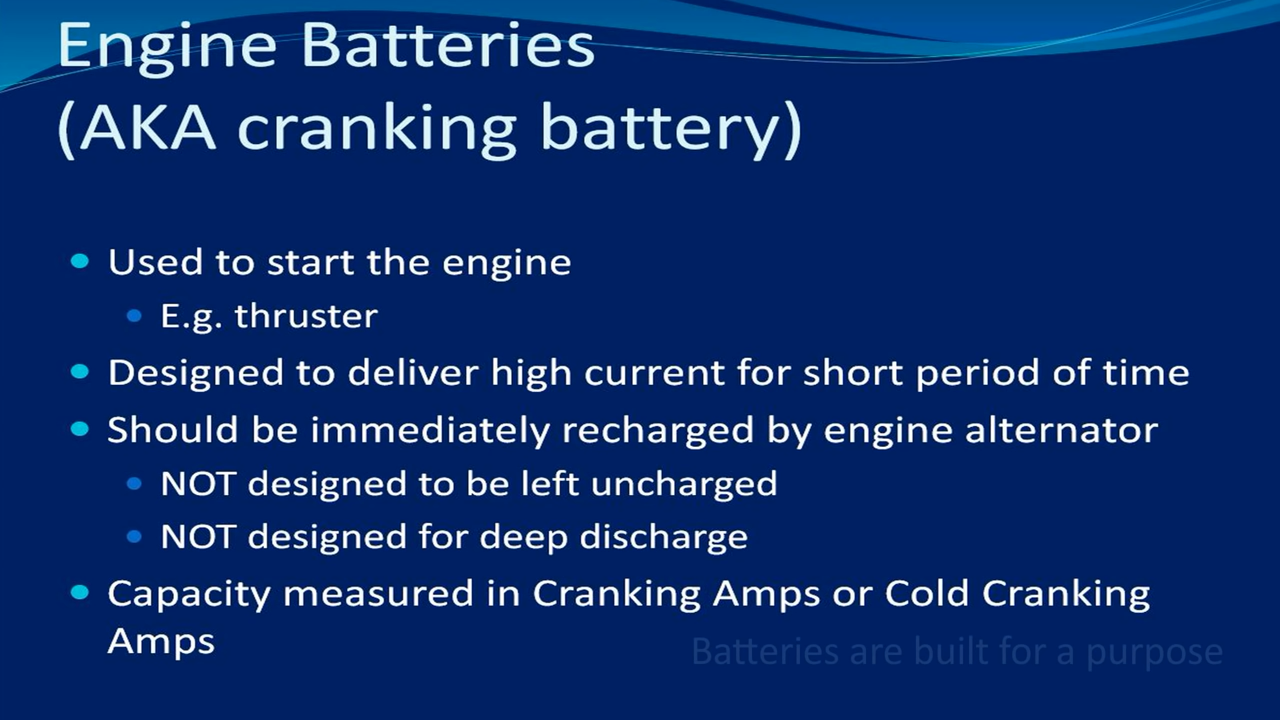 Engine Batteries
(AKA cranking battery)
Used to start the engine
E.g. thruster
Designed to deliver high current for short period of time
Should be immediately recharged by engine alternator
NOT designed to be left uncharged
NOT designed for deep discharge
Capacity measured in Cranking Amps or Cold Cranking
Amps
Batteries are built for a purpose